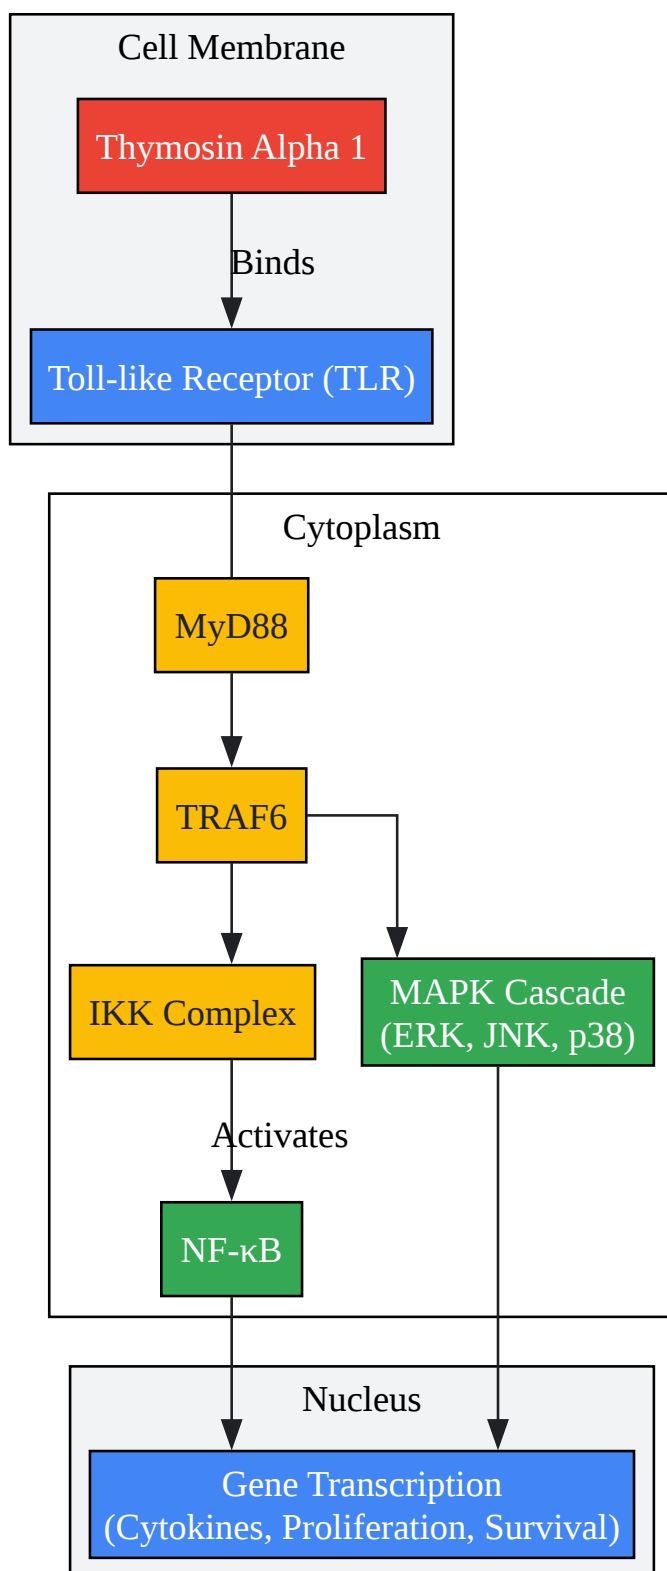 Cell Membrane
Thymosin Alpha 1
Binds
Toll-like Receptor (TLR)
Cytoplasm
MyD88
TRAF6
IKK Complex
MAPK Cascade
(ERK, JNK, p38)
Activates
NF-κB
Nucleus
Gene Transcription
(Cytokines, Proliferation, Survival)